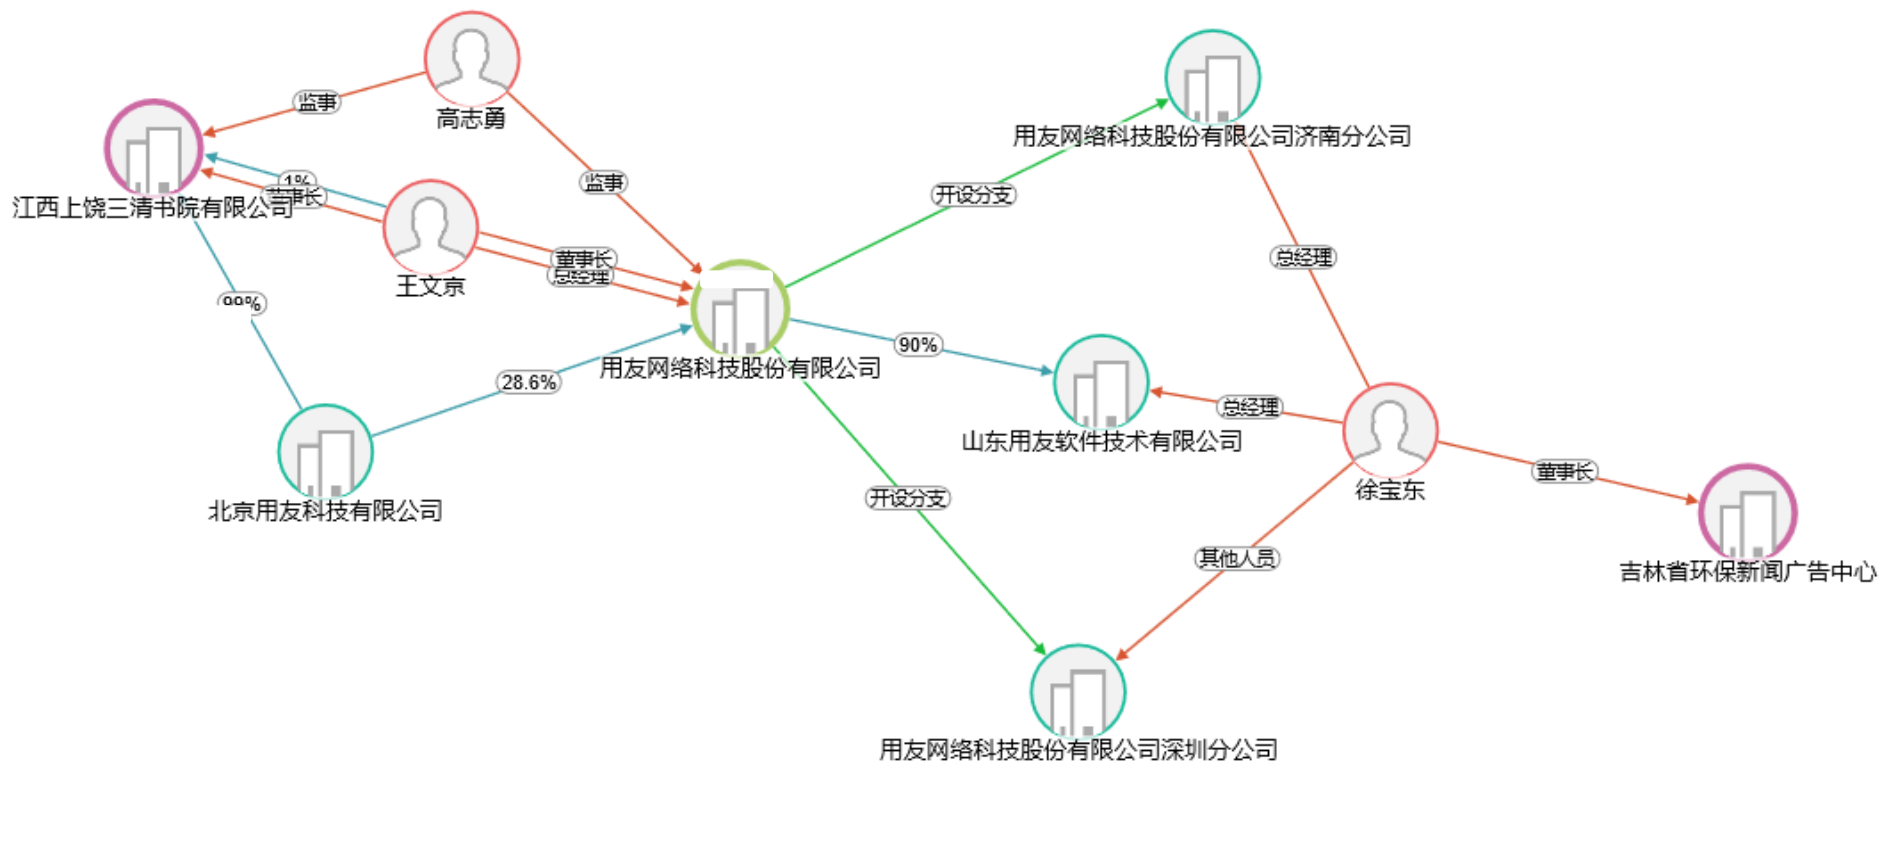 高志勇
监事
用友网络科技股份有限公司济南分公司
1%
董事长
江西上饶三清书院有限公司
监事
开设分支
王文京
董事长
总经理
总经理
99%
用友网络科技股份有限公司
90%
28.6%
总经理
山东用友软件技术有限公司
徐宝东
董事长
北京用友科技有限公司
开设分支
其他人员
吉林省环保新闻广告中心
用友网络科技股份有限公司深圳分公司